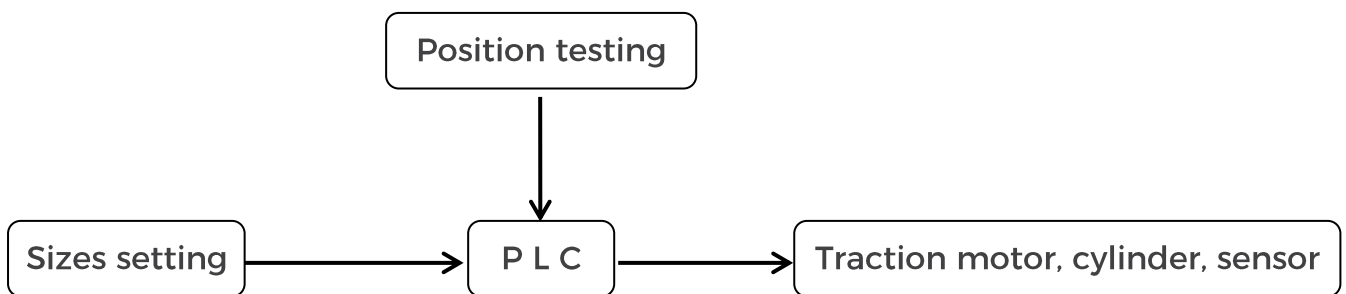 Position testing
Sizes setting
P L C
Traction motor, cylinder, sensor